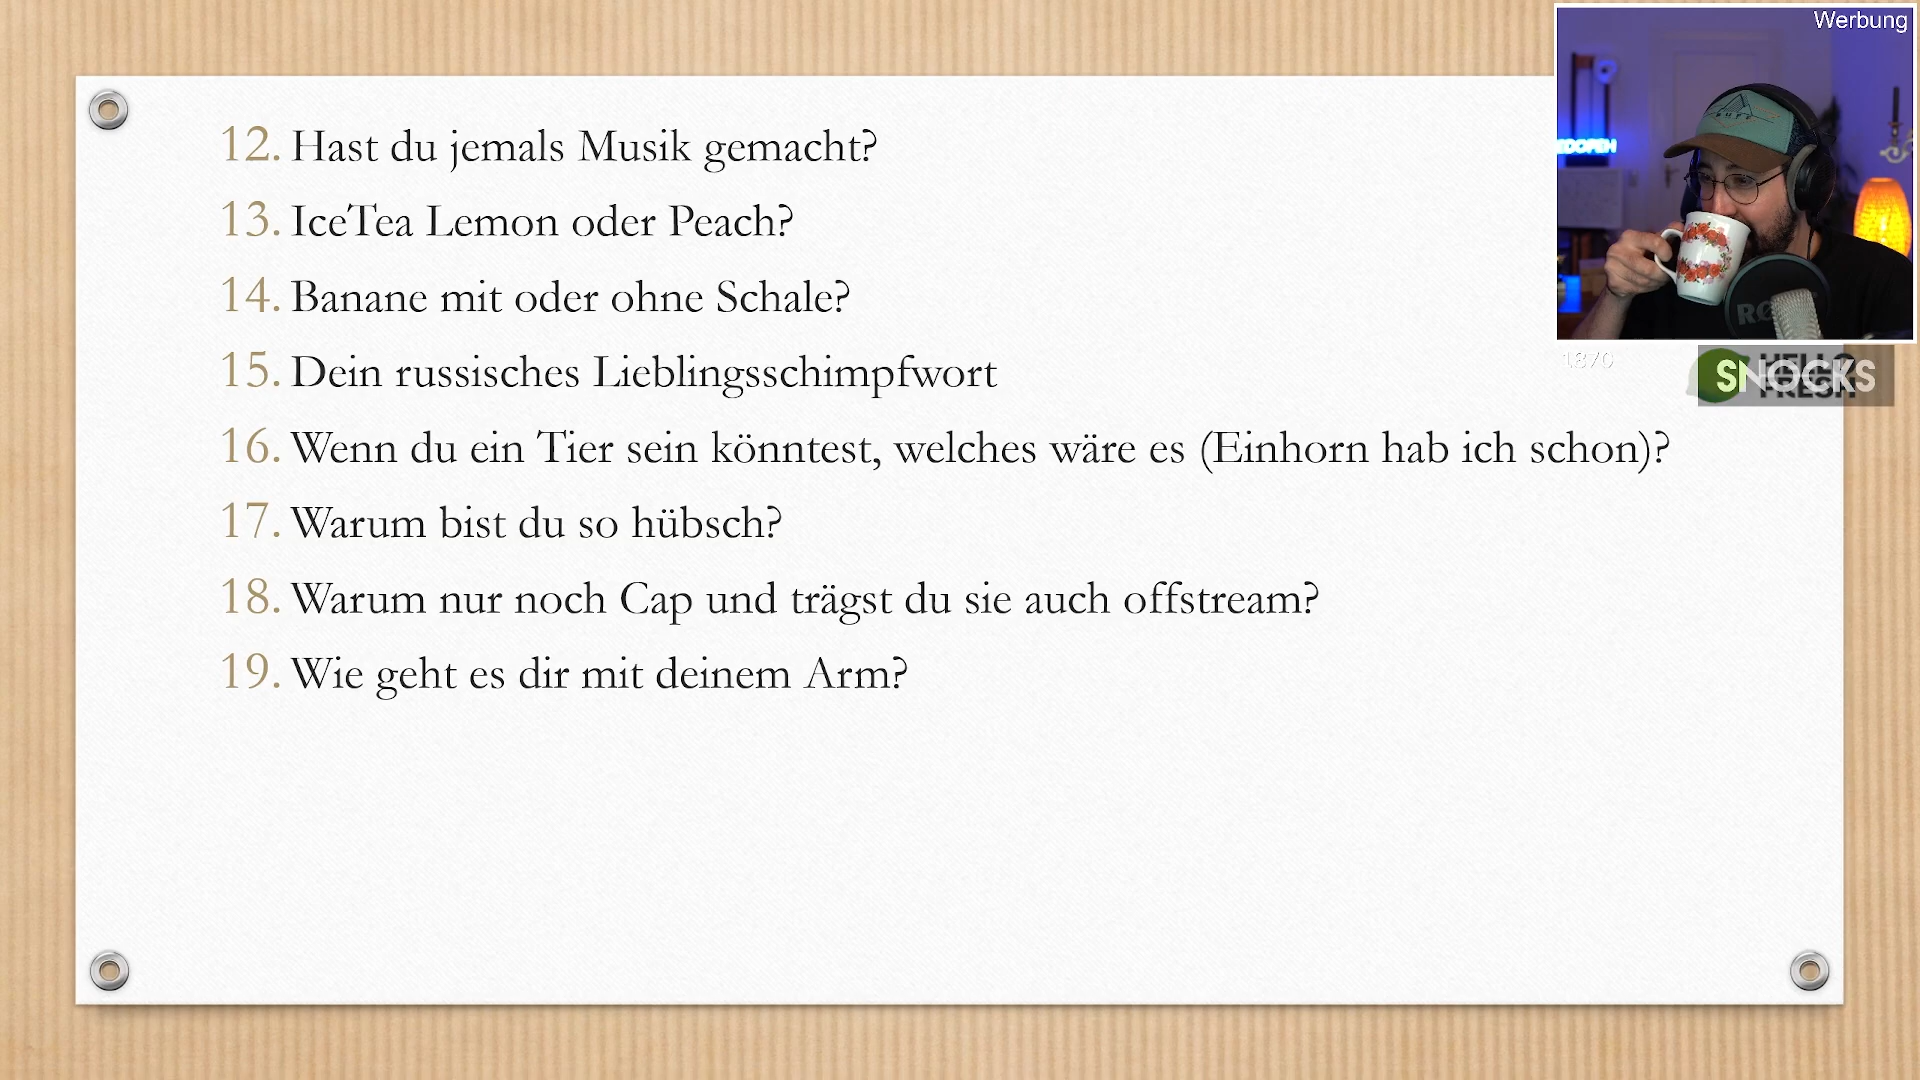 Werbung
12. Hast du jemals Musik gemacht?
13. IceTea Lemon oder Peach?
14. Banane mit oder ohne Schale?
15. Dein russisches Lieblingsschimpfwort
16. Wenn du ein Tier sein könntest, welches wäre es (Einhorn hab ich schon)?
17. Warum bist du so hübsch?
18. Warum nur noch Cap und trägst du sie auch offstream?
19. Wie geht es dir mit deinem Arm?
1870
SNOCKS
HELLO
FRESH